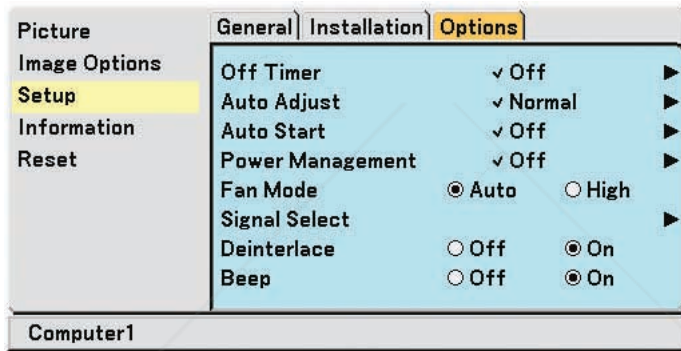 Picture
Image Options
Setup
Information
Reset
General Installation Options
Off Timer ✓ Off ▶
Auto Adjust ✓ Normal ▶
Auto Start ✓ Off ▶
Power Management ✓ Off ▶
Fan Mode ◉ Auto ○ High
Signal Select ▶
Deinterlace ○ Off ◉ On
Beep ○ Off ◉ On
Computer1